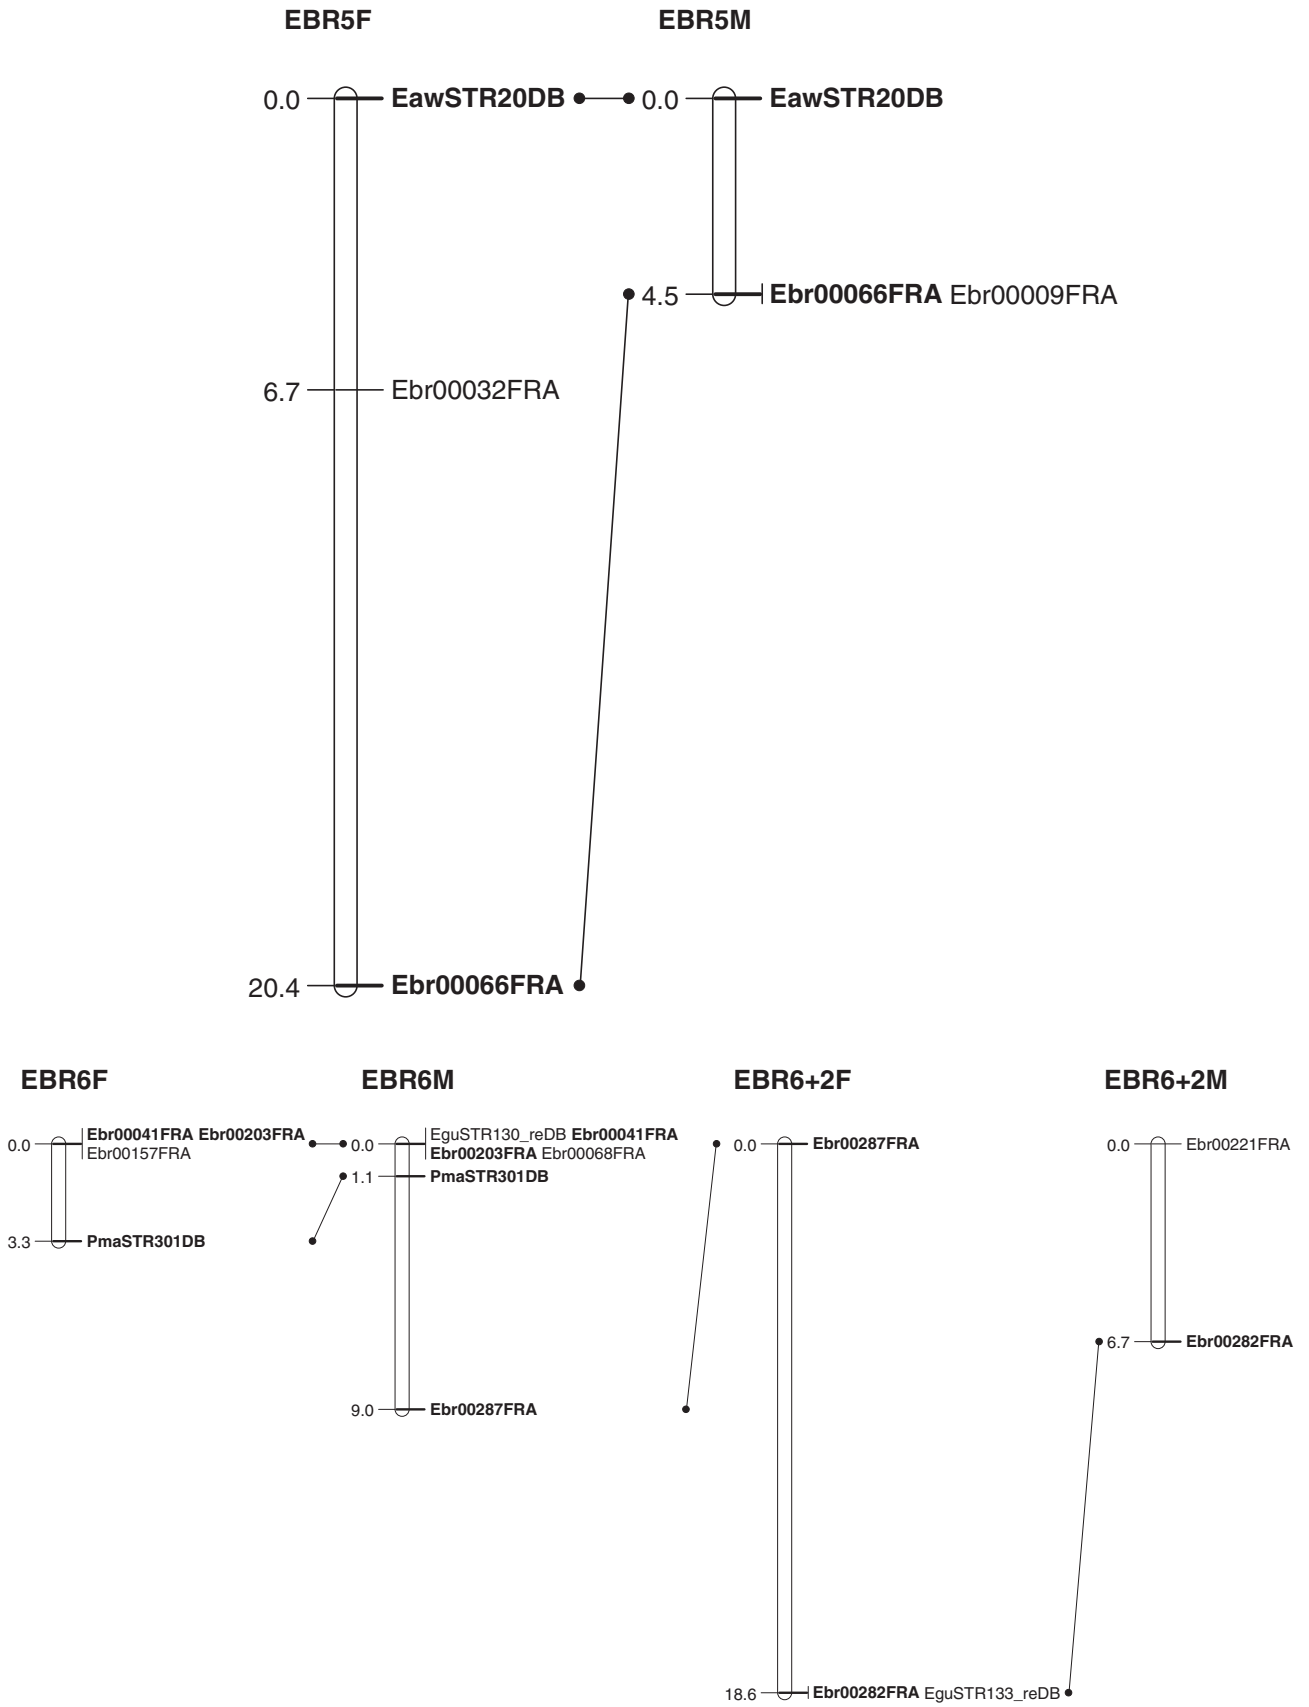 EBR5F EBR5M
0.0 EawSTR20DB 0.0 EawSTR20DB
4.5 Ebr00066FRA Ebr00009FRA
6.7 Ebr00032FRA
20.4 Ebr00066FRA
EBR6F EBR6M EBR6+2F EBR6+2M
0.0 Ebr00041FRA Ebr00203FRA
Ebr00157FRA
3.3 PmaSTR301DB
0.0 EguSTR130_reDB Ebr00041FRA
Ebr00203FRA Ebr00068FRA
1.1 PmaSTR301DB
9.0 Ebr00287FRA
0.0 Ebr00287FRA
18.6 Ebr00282FRA EguSTR133_reDB
0.0 Ebr00221FRA
6.7 Ebr00282FRA